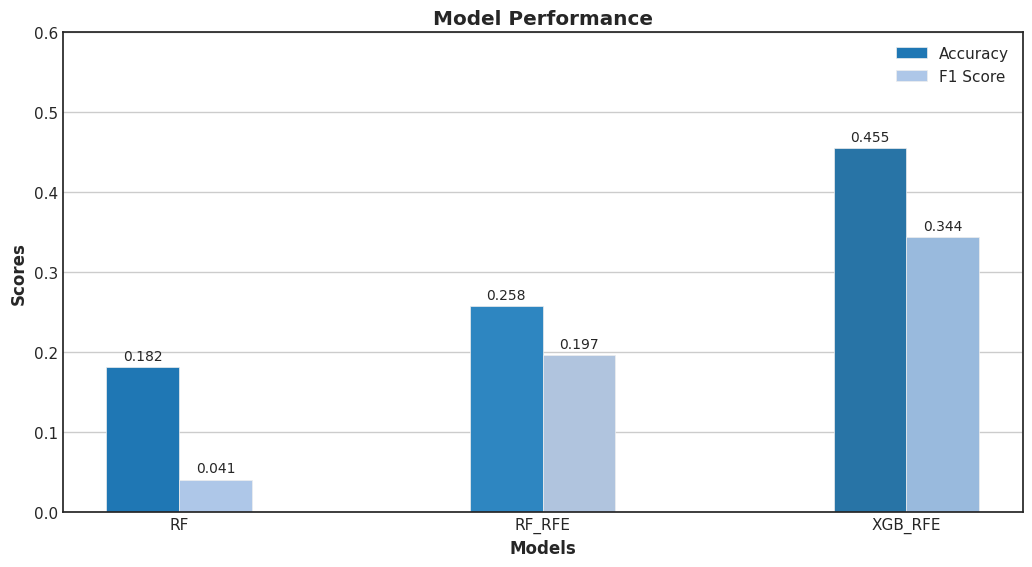 Model Performance
Accuracy
F1 Score
0.6
0.5
0.4
0.3
0.2
0.1
0.0
Scores
0.182
0.041
0.258
0.197
0.455
0.344
RF
RF_RFE
XGB_RFE
Models